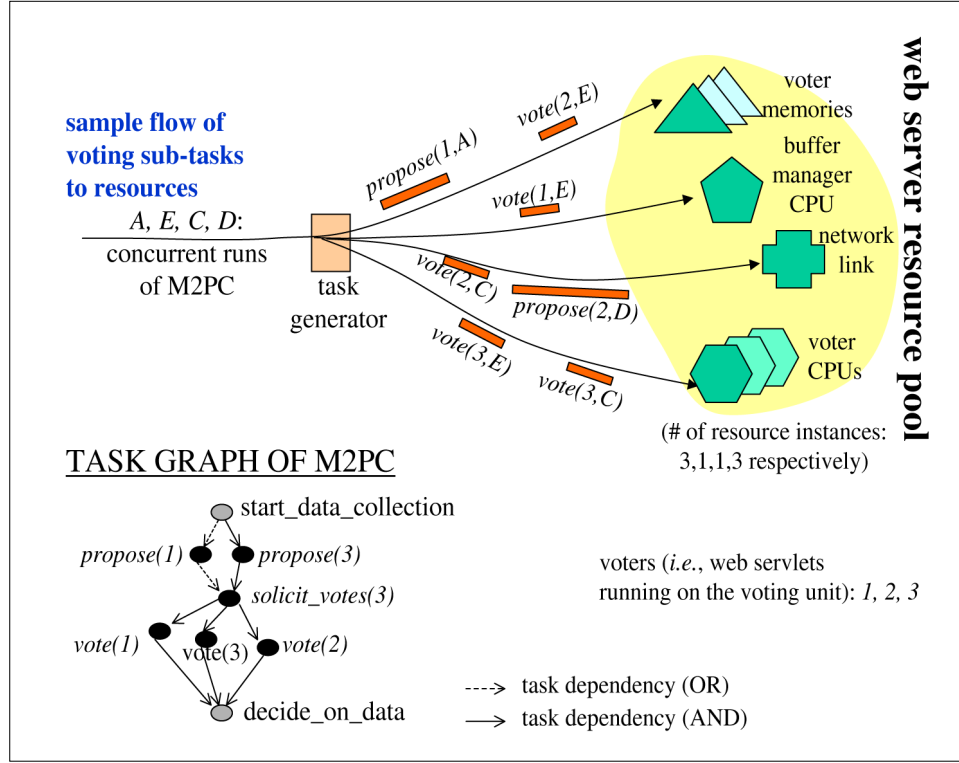 sample flow of
voting sub-tasks
to resources
A, E, C, D:
concurrent runs
of M2PC
task
generator
propose(1,A)
vote(2,E)
vote(1,E)
vote(2,C)
propose(2,D)
vote(3,E)
vote(3,C)
voter
memories
buffer
manager
CPU
network
link
voter
CPUs
web server resource pool
(# of resource instances:
3,1,1,3 respectively)
TASK GRAPH OF M2PC
start_data_collection
propose(1)
propose(3)
solicit_votes(3)
vote(1)
vote(3)
vote(2)
decide_on_data
voters (i.e., web servlets
running on the voting unit): 1, 2, 3
task dependency (OR)
task dependency (AND)